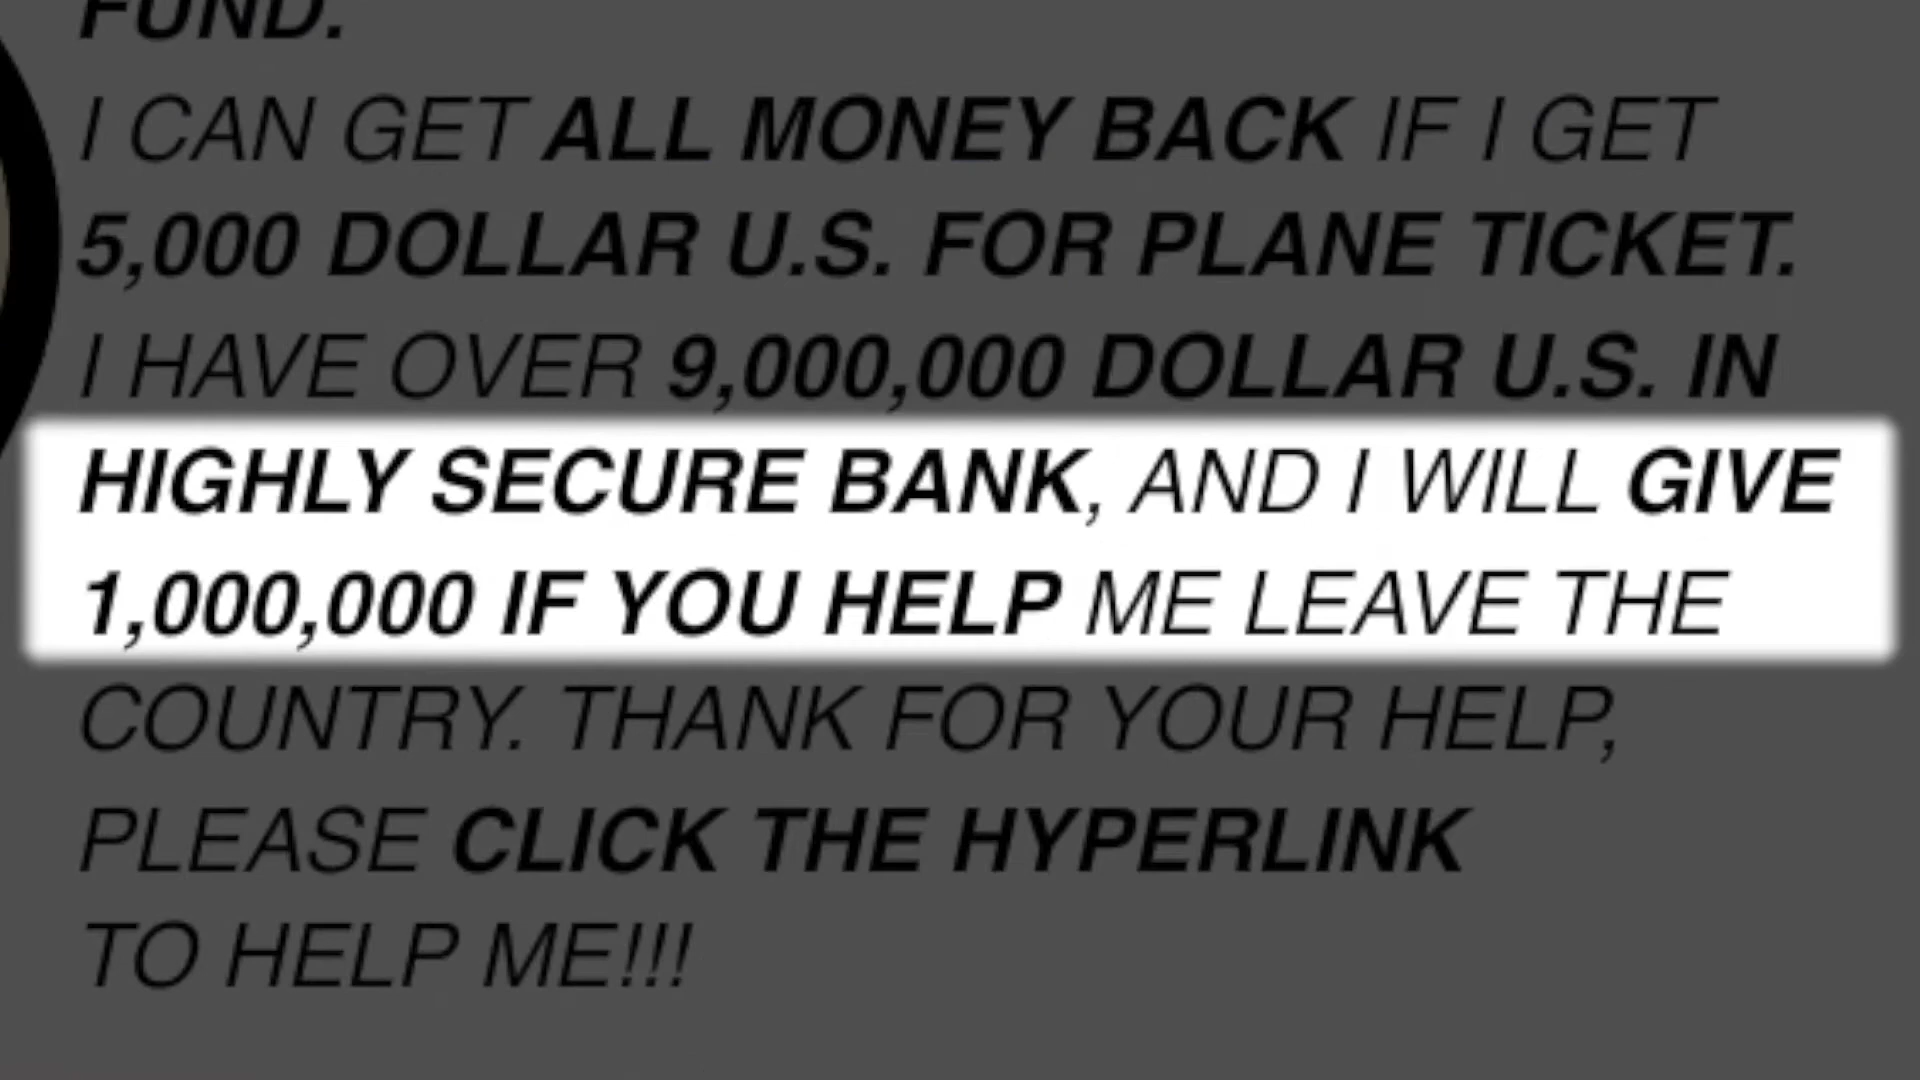 FUND.
I CAN GET ALL MONEY BACK IF I GET
5,000 DOLLAR U.S. FOR PLANE TICKET.
I HAVE OVER 9,000,000 DOLLAR U.S. IN
HIGHLY SECURE BANK, AND I WILL GIVE
1,000,000 IF YOU HELP ME LEAVE THE
COUNTRY. THANK FOR YOUR HELP,
PLEASE CLICK THE HYPERLINK
TO HELP ME!!!